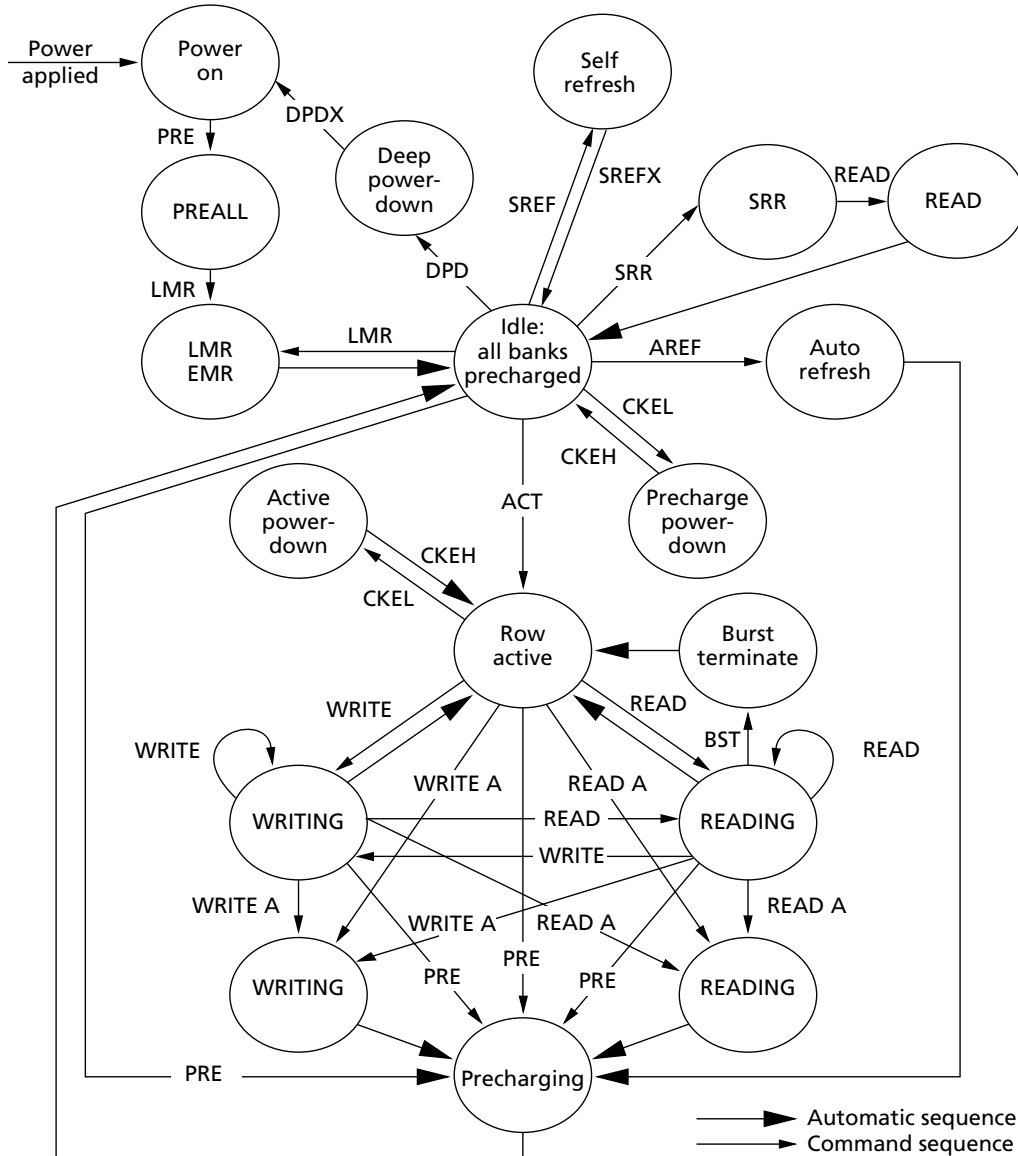 Power
applied
Power
on
Self
refresh
DPDX
PRE
Deep
power-
down
SREF
SREFX
PREALL
SRR
READ
READ
DPD
SRR
LMR
LMR
EMR
LMR
Idle:
all banks
precharged
AREF
Auto
refresh
CKEL
CKEH
Active
power-
down
ACT
Precharge
power-
down
CKEH
CKEL
Row
active
Burst
terminate
WRITE
READ
BST
WRITE
READ
WRITE A
READ A
WRITING
READ
READING
WRITE
WRITE A
WRITE A
READ A
READ A
PRE
PRE
PRE
WRITING
READING
PRE
Precharging
Automatic sequence
Command sequence